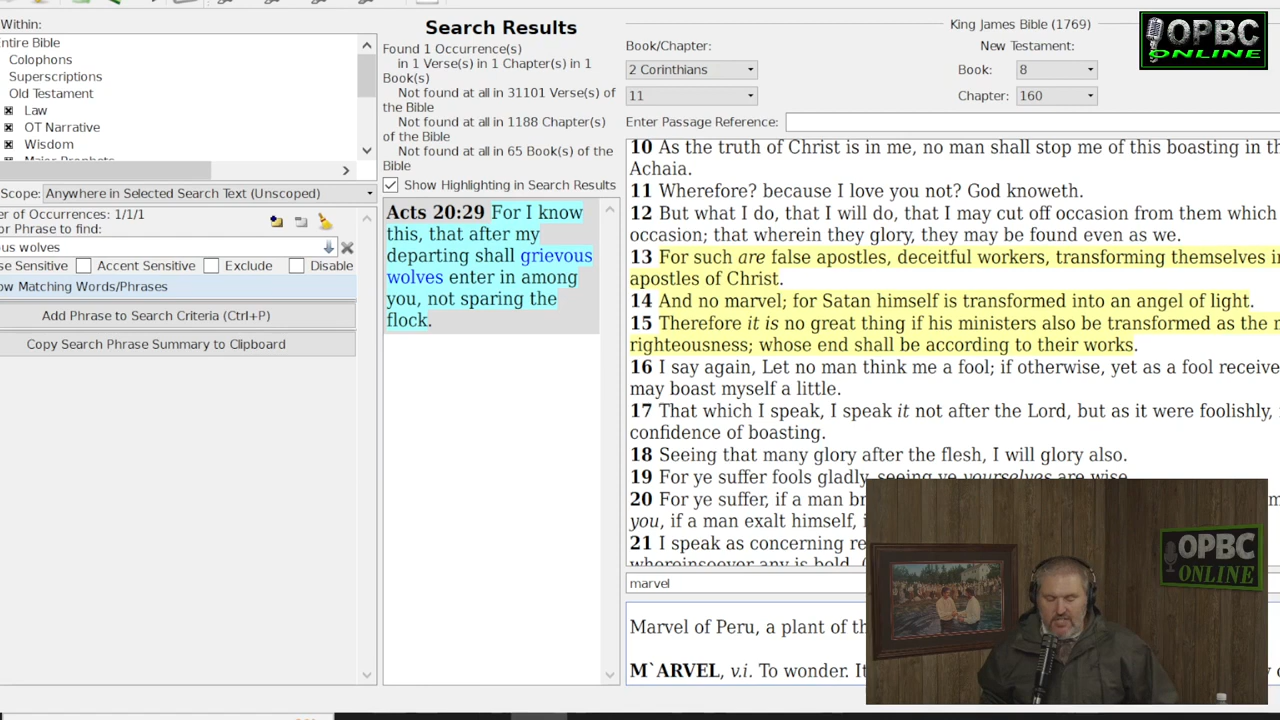 Within:
ntire Bible
Colophons
Superscriptions
Old Testament
Law
OT Narrative
Wisdom
Major Prophets
Scope: Anywhere in Selected Search Text (Unscoped)
er of Occurrences: 1/1/1
or Phrase to find:
us wolves
se Sensitive Accent Sensitive Exclude Disable
ow Matching Words/Phrases
Add Phrase to Search Criteria (Ctrl+P)
Copy Search Phrase Summary to Clipboard
Search Results
Found 1 Occurrence(s)
in 1 Verse(s) in 1 Chapter(s) in 1
Book(s)
Not found at all in 31101 Verse(s) of
the Bible
Not found at all in 1188 Chapter(s)
of the Bible
Not found at all in 65 Book(s) of the
Bible
Show Highlighting in Search Results
Acts 20:29 For I know
this, that after my
departing shall grievous
wolves enter in among
you, not sparing the
flock.
King James Bible (1769)
Book/Chapter:
New Testament:
2 Corinthians
Book: 8
11
Chapter: 160
Enter Passage Reference:
10 As the truth of Christ is in me, no man shall stop me of this boasting in th
Achaia.
11 Wherefore? because I love you not? God knoweth.
12 But what I do, that I will do, that I may cut off occasion from them which
occasion; that wherein they glory, they may be found even as we.
13 For such are false apostles, deceitful workers, transforming themselves in
apostles of Christ.
14 And no marvel; for Satan himself is transformed into an angel of light.
15 Therefore it is no great thing if his ministers also be transformed as the
righteousness; whose end shall be according to their works.
16 I say again, Let no man think me a fool; if otherwise, yet as a fool receive
may boast myself a little.
17 That which I speak, I speak it not after the Lord, but as it were foolishly,
confidence of boasting.
18 Seeing that many glory after the flesh, I will glory also.
19 For ye suffer fools gladly, seeing ye yourselves are wise.
20 For ye suffer, if a man br
you, if a man exalt himself, i
21 I speak as concerning re
whereinsoever any is bold, (
marvel
Marvel of Peru, a plant of th
M`ARVEL, v.i. To wonder. It
OPBC
ONLINE
OPBC
ONLINE